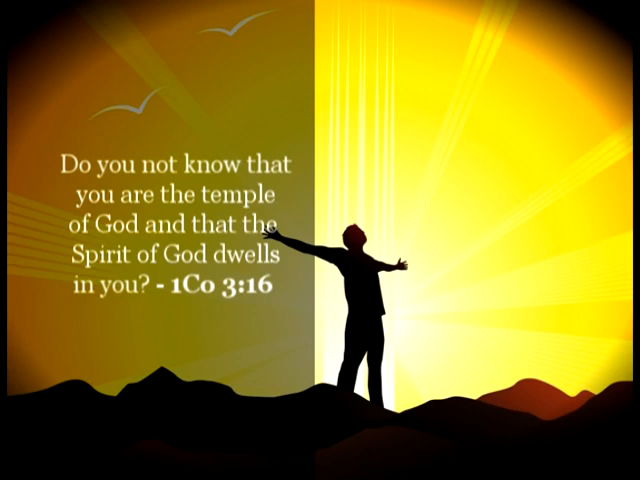 Do you not know that
you are the temple
of God and that the
Spirit of God dwells
in you? - 1Co 3:16